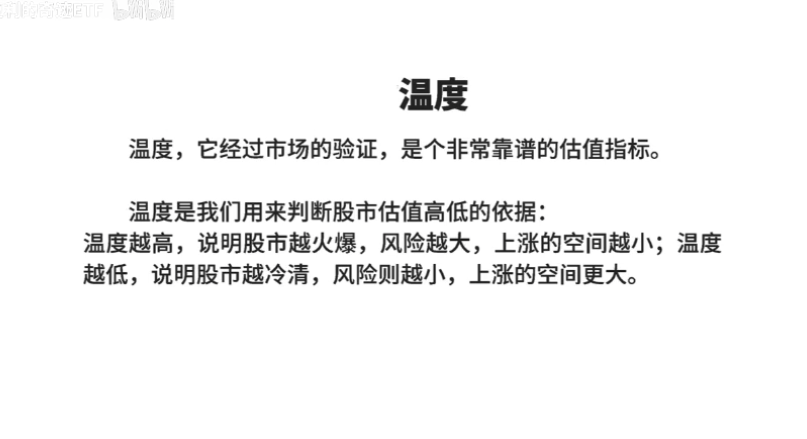 ETF bilibili
温度
温度，它经过市场的验证，是个非常靠谱的估值指标。
温度是我们用来判断股市估值高低的依据：
温度越高，说明股市越火爆，风险越大，上涨的空间越小；温度
越低，说明股市越冷清，风险则越小，上涨的空间更大。